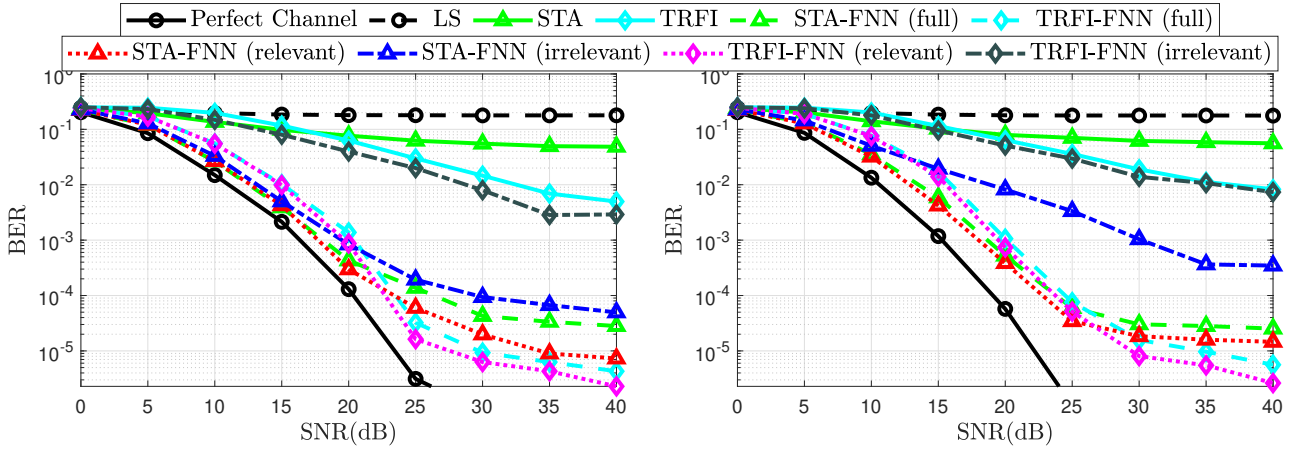 Perfect Channel LS STA TRFI STA-FNN (full) TRFI-FNN (full)
STA-FNN (relevant) STA-FNN (irrelevant) TRFI-FNN (relevant) TRFI-FNN (irrelevant)
10^0
10^-1
10^-2
10^-3
10^-4
10^-5
BER
0 5 10 15 20 25 30 35 40
SNR(dB)
10^0
10^-1
10^-2
10^-3
10^-4
10^-5
BER
0 5 10 15 20 25 30 35 40
SNR(dB)